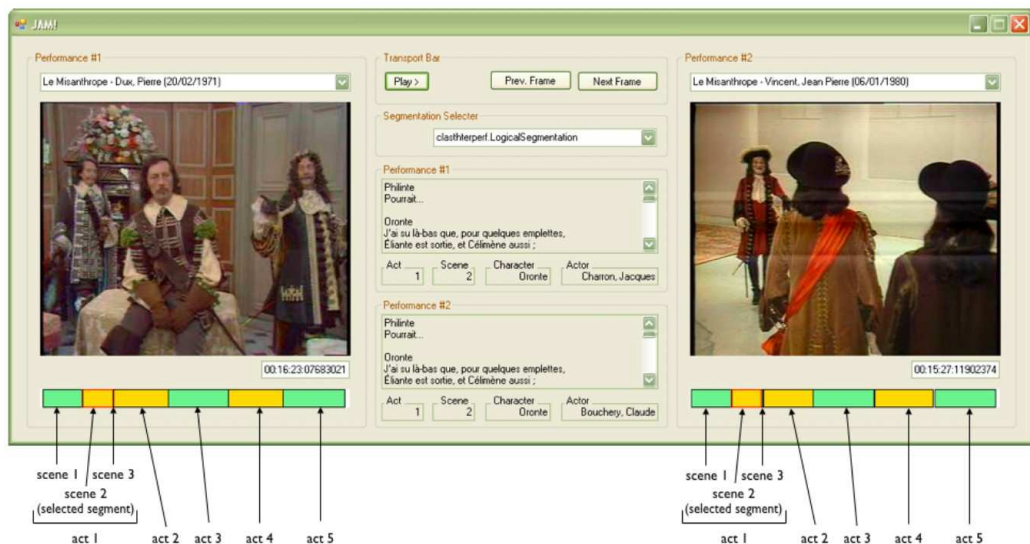 JAM!
Performance #1
Le Misanthrope - Dux, Pierre (20/02/1971)
00:16:23:07683021
Transport Bar
Play >
Prev. Frame
Next Frame
Segmentation Selecter
clasthterperf.LogicalSegmentation
Performance #1
Philinte
Pourrait...
Oronte
J'ai su là-bas que, pour quelques emplettes,
Éliante est sortie, et Célimène aussi ;
Act
1
Scene
2
Character
Oronte
Actor
Charron, Jacques
Performance #2
Philinte
Pourrait...
Oronte
J'ai su là-bas que, pour quelques emplettes,
Éliante est sortie, et Célimène aussi ;
Act
1
Scene
2
Character
Oronte
Actor
Bouchery, Claude
Performance #2
Le Misanthrope - Vincent, Jean Pierre (06/01/1980)
00:15:27:11902374
scene 1 scene 3
scene 2
(selected segment)
act 1 act 2 act 3 act 4 act 5
scene 1 scene 3
scene 2
(selected segment)
act 1 act 2 act 3 act 4 act 5